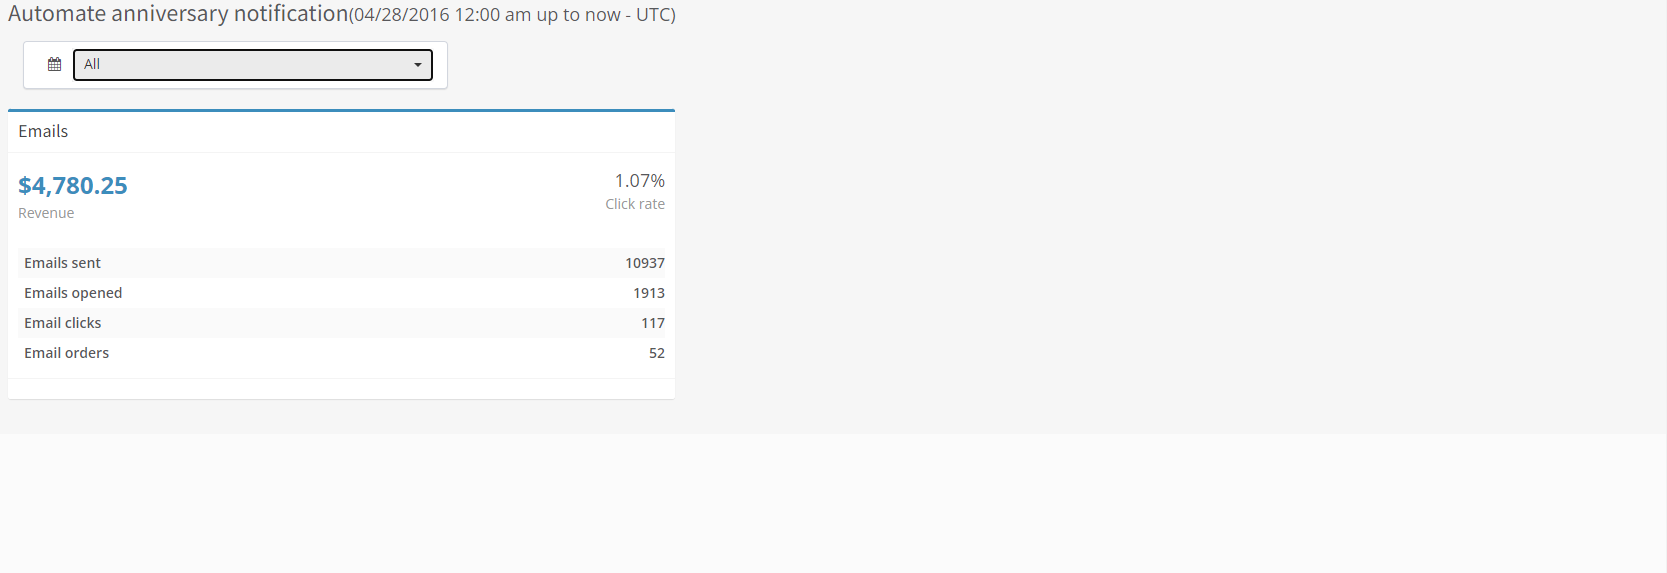 Automate anniversary notification(04/28/2016 12:00 am up to now - UTC)
All
Emails
$4,780.25 1.07%
Revenue Click rate
Emails sent 10937
Emails opened 1913
Email clicks 117
Email orders 52